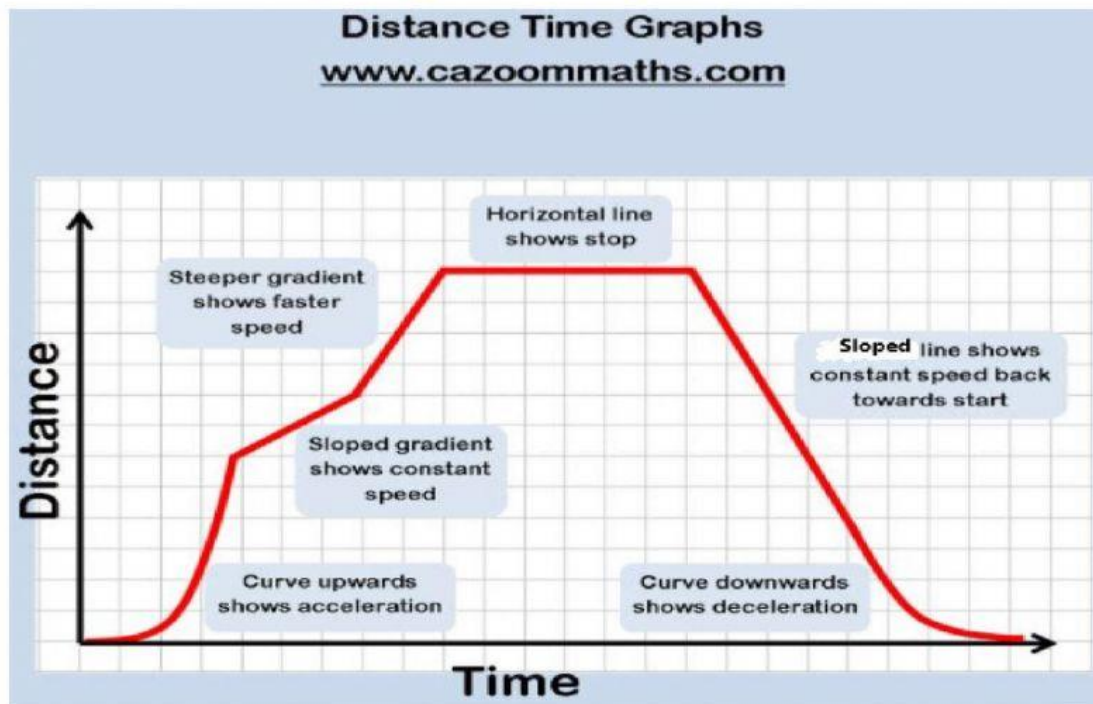 Distance Time Graphs
www.cazoommaths.com
Horizontal line
shows stop
Steeper gradient
shows faster
speed
Sloped line shows
constant speed back
towards start
Sloped gradient
shows constant
speed
Curve upwards
shows acceleration
Curve downwards
shows deceleration
Distance
Time